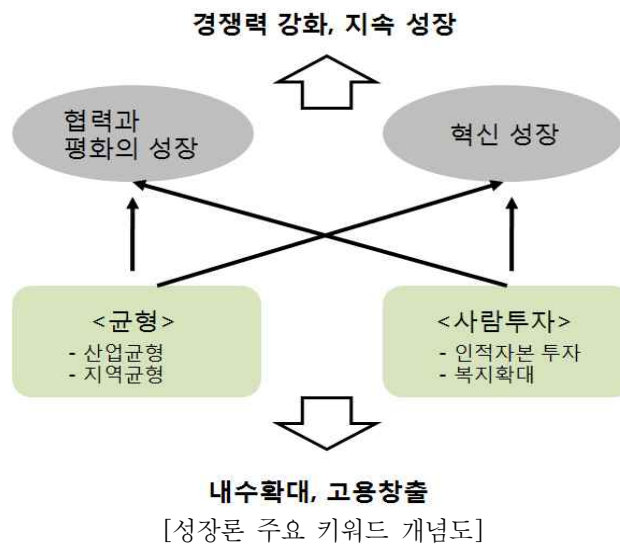 경쟁력 강화, 지속 성장
협력과
평화의 성장
혁신 성장
<균형>
- 산업균형
- 지역균형
<사람투자>
- 인적자본 투자
- 복지확대
내수확대, 고용창출
[성장론 주요 키워드 개념도]